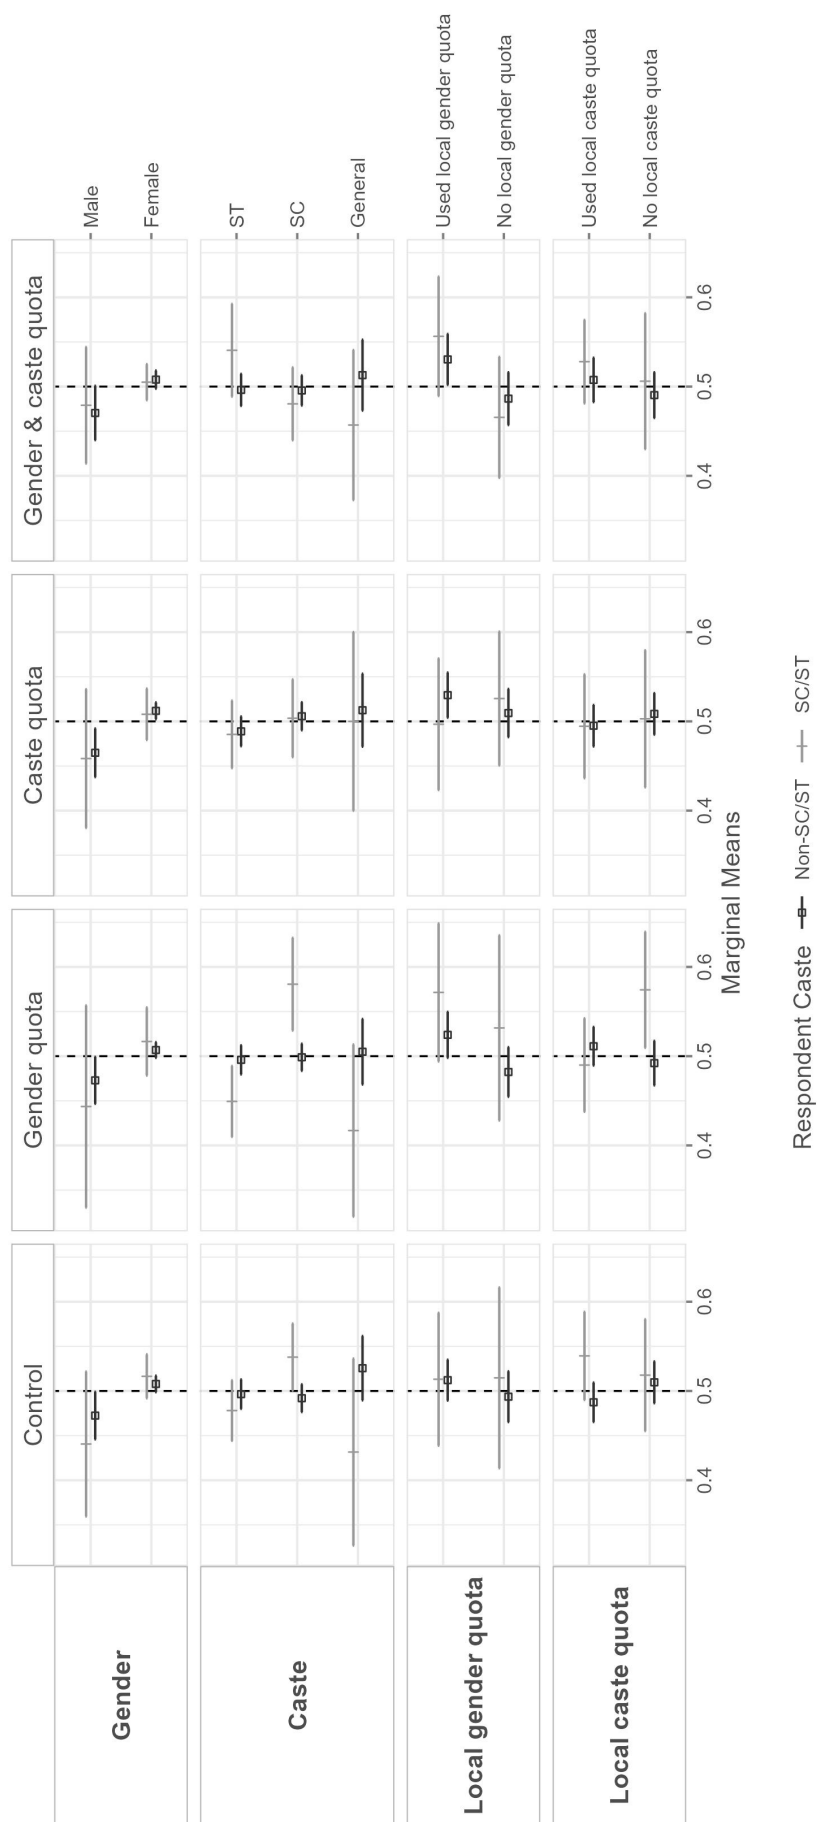 Control
Gender quota
Caste quota
Gender & caste quota
Gender
Male
Female
Caste
ST
SC
General
Local gender quota
Used local gender quota
No local gender quota
Local caste quota
Used local caste quota
No local caste quota
0.4 0.5 0.6 0.4 0.5 0.6 0.4 0.5 0.6 0.4 0.5 0.6
Marginal Means
Respondent Caste Non-SC/ST SC/ST